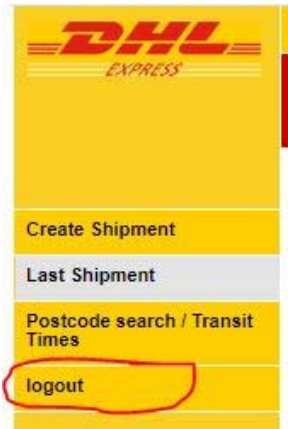 DHL
EXPRESS
Create Shipment
Last Shipment
Postcode search / Transit
Times
logout